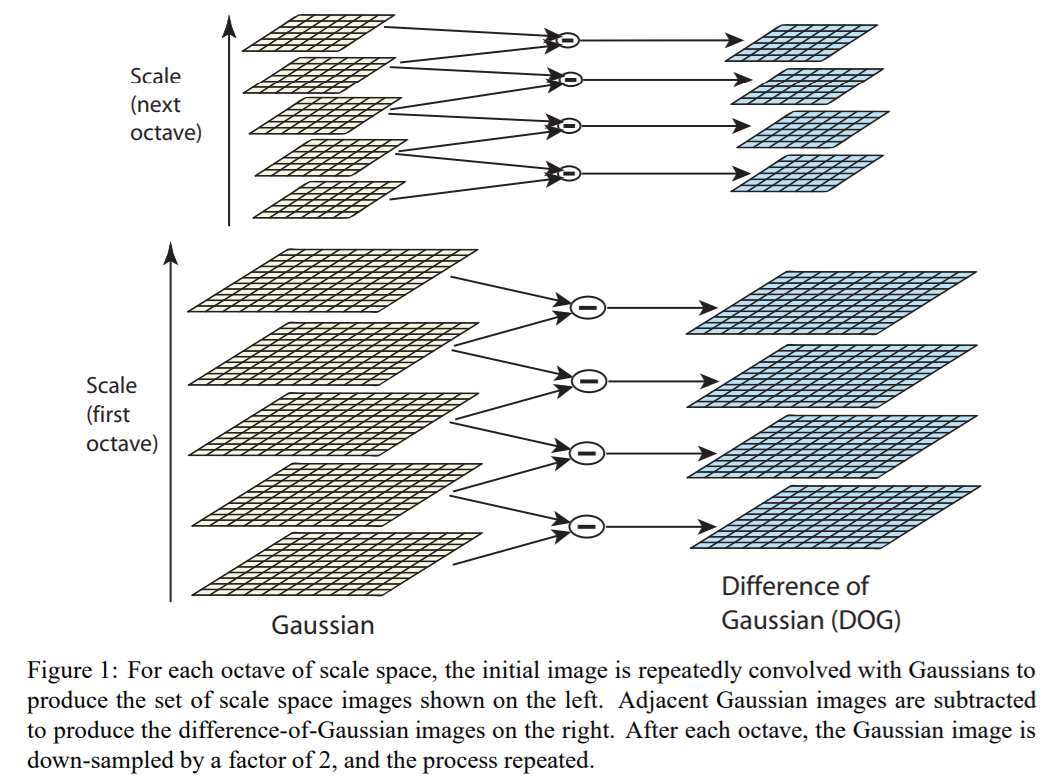 Scale
(next
octave)
Scale
(first
octave)
Gaussian
Difference of
Gaussian (DOG)
Figure 1: For each octave of scale space, the initial image is repeatedly convolved with Gaussians to
produce the set of scale space images shown on the left. Adjacent Gaussian images are subtracted
to produce the difference-of-Gaussian images on the right. After each octave, the Gaussian image is
down-sampled by a factor of 2, and the process repeated.